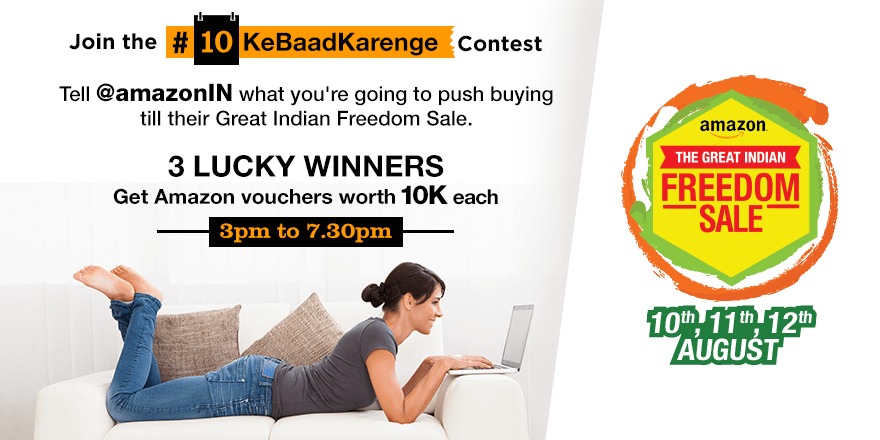 Join the # 10 KeBaadKarenge Contest
Tell @amazonIN what you're going to push buying
till their Great Indian Freedom Sale.
3 LUCKY WINNERS
Get Amazon vouchers worth 10K each
3pm to 7.30pm
amazon
THE GREAT INDIAN
FREEDOM
SALE
10th, 11th, 12th
AUGUST